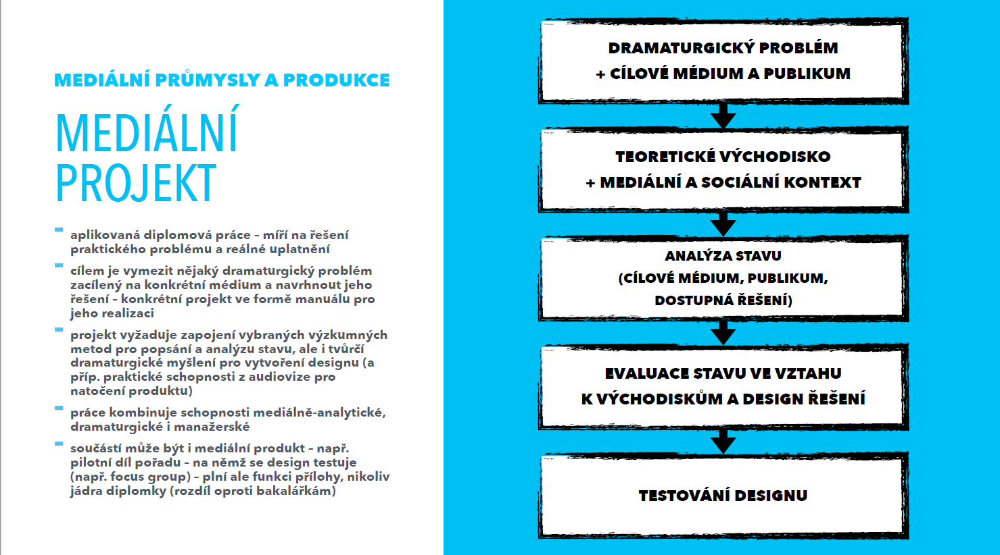 MEDIÁLNÍ PRŮMYSLY A PRODUKCE
MEDIÁLNÍ
PROJEKT
- aplikovaná diplomová práce – míří na řešení
praktického problému a reálné uplatnění
- cílem je vymezit nějaký dramaturgický problém
zacílený na konkrétní médium a navrhnout jeho
řešení – konkrétní projekt ve formě manuálu pro
jeho realizaci
- projekt vyžaduje zapojení vybraných výzkumných
metod pro popsání a analýzu stavu, ale i tvůrčí
dramaturgické myšlení pro vytvoření designu (a
příp. praktické schopnosti z audiovize pro
natočení produktu)
- práce kombinuje schopnosti mediálně-analytické,
dramaturgické i manažerské
- součástí může být i mediální produkt – např.
pilotní díl pořadu – na němž se design testuje
(např. focus group) – plní ale funkci přílohy, nikoliv
jádra diplomky (rozdíl oproti bakalářkám)
DRAMATURGICKÝ PROBLÉM
+ CÍLOVÉ MÉDIUM A PUBLIKUM
TEORETICKÉ VÝCHODISKO
+ MEDIÁLNÍ A SOCIÁLNÍ KONTEXT
ANALÝZA STAVU
(CÍLOVÉ MÉDIUM, PUBLIKUM,
DOSTUPNÁ ŘEŠENÍ)
EVALUACE STAVU VE VZTAHU
K VÝCHODISKŮM A DESIGN ŘEŠENÍ
TESTOVÁNÍ DESIGNU